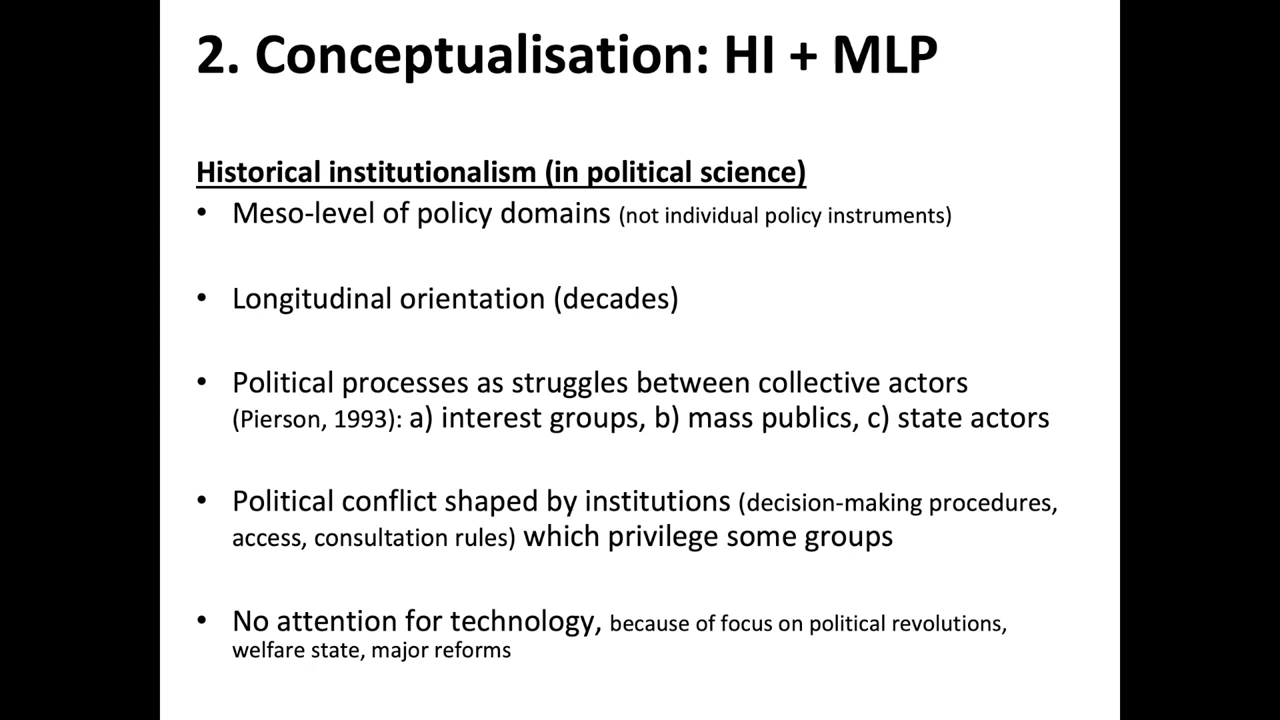 2. Conceptualisation: HI + MLP
Historical institutionalism (in political science)
• Meso-level of policy domains (not individual policy instruments)
• Longitudinal orientation (decades)
• Political processes as struggles between collective actors
(Pierson, 1993): a) interest groups, b) mass publics, c) state actors
• Political conflict shaped by institutions (decision-making procedures,
access, consultation rules) which privilege some groups
• No attention for technology, because of focus on political revolutions,
welfare state, major reforms